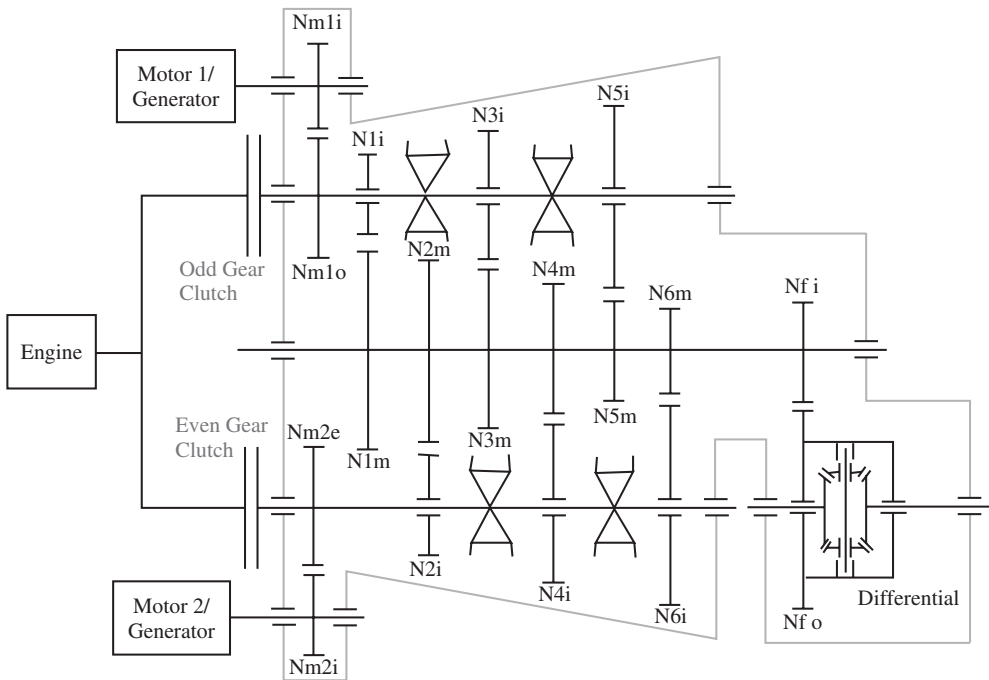 Nm1i
Motor 1/
Generator
N5i
N3i
N1i
N2m
Nm1o
Odd Gear
Clutch
N4m
N6m
Nf i
Engine
Even Gear
Clutch
Nm2e
N5m
N3m
N1m
N2i
N4i
N6i
Motor 2/
Generator
Differential
Nf o
Nm2i